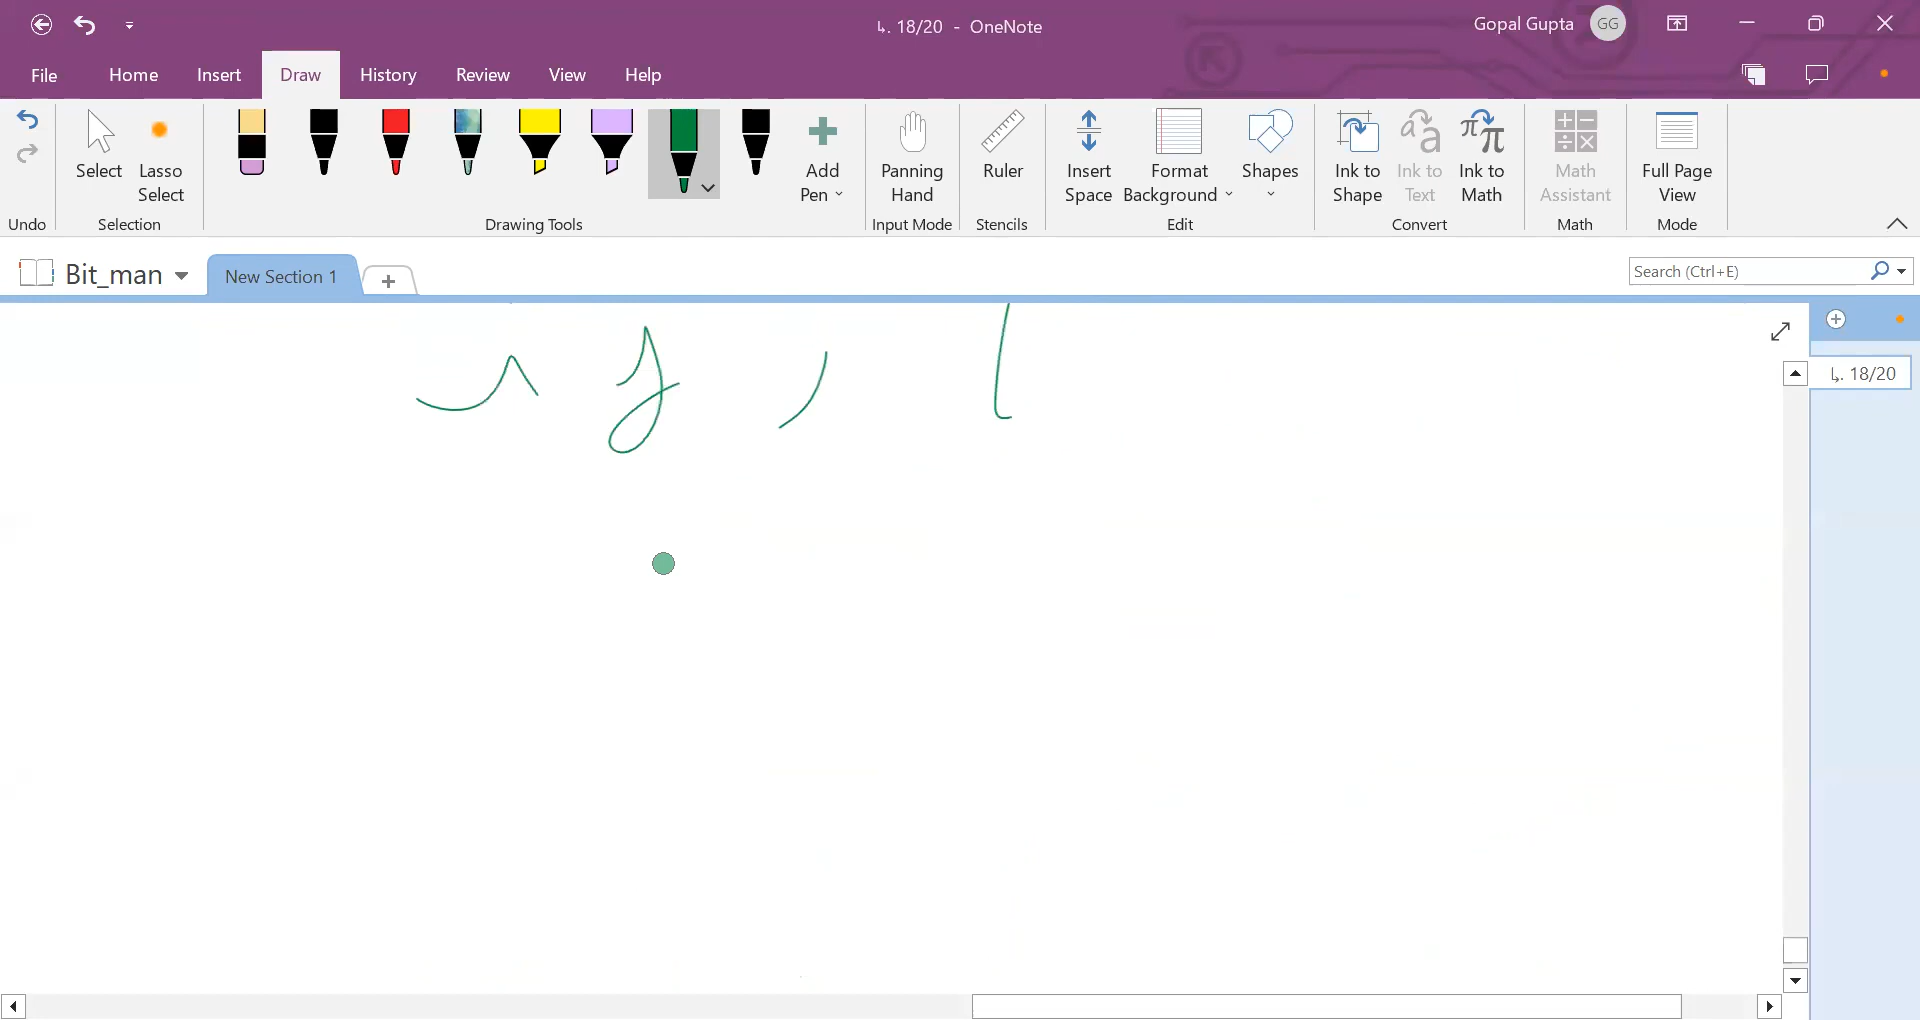 ↳. 18/20 - OneNote
Gopal Gupta GG
File Home Insert Draw History Review View Help
Select
Lasso Select
Add Pen
Panning Hand
Ruler
Insert Space
Format Background
Shapes
Ink to Shape
Ink to Text
Ink to Math
Math Assistant
Full Page View
Undo Selection Drawing Tools Input Mode Stencils Edit Convert Math Mode
Bit_man New Section 1 Search (Ctrl+E)
↳. 18/20